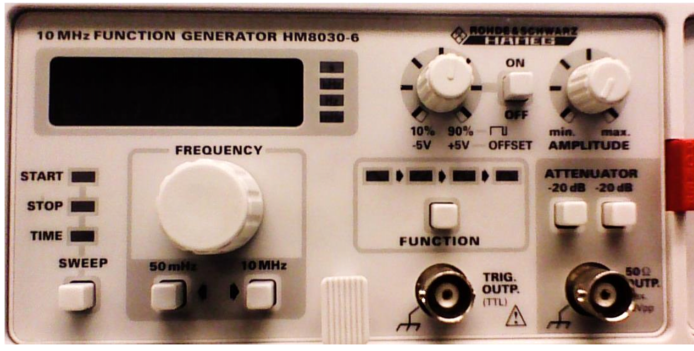 10 MHz FUNCTION GENERATOR HM8030-6
ROHDE & SCHWARZ
HAMEG
ON
OFF
10% 90%
-5V +5V OFFSET
min. max.
AMPLITUDE
FREQUENCY
START
STOP
TIME
SWEEP
50 mHz
10 MHz
FUNCTION
ATTENUATOR
-20 dB -20 dB
TRIG.
OUTP.
(TTL)
50Ω